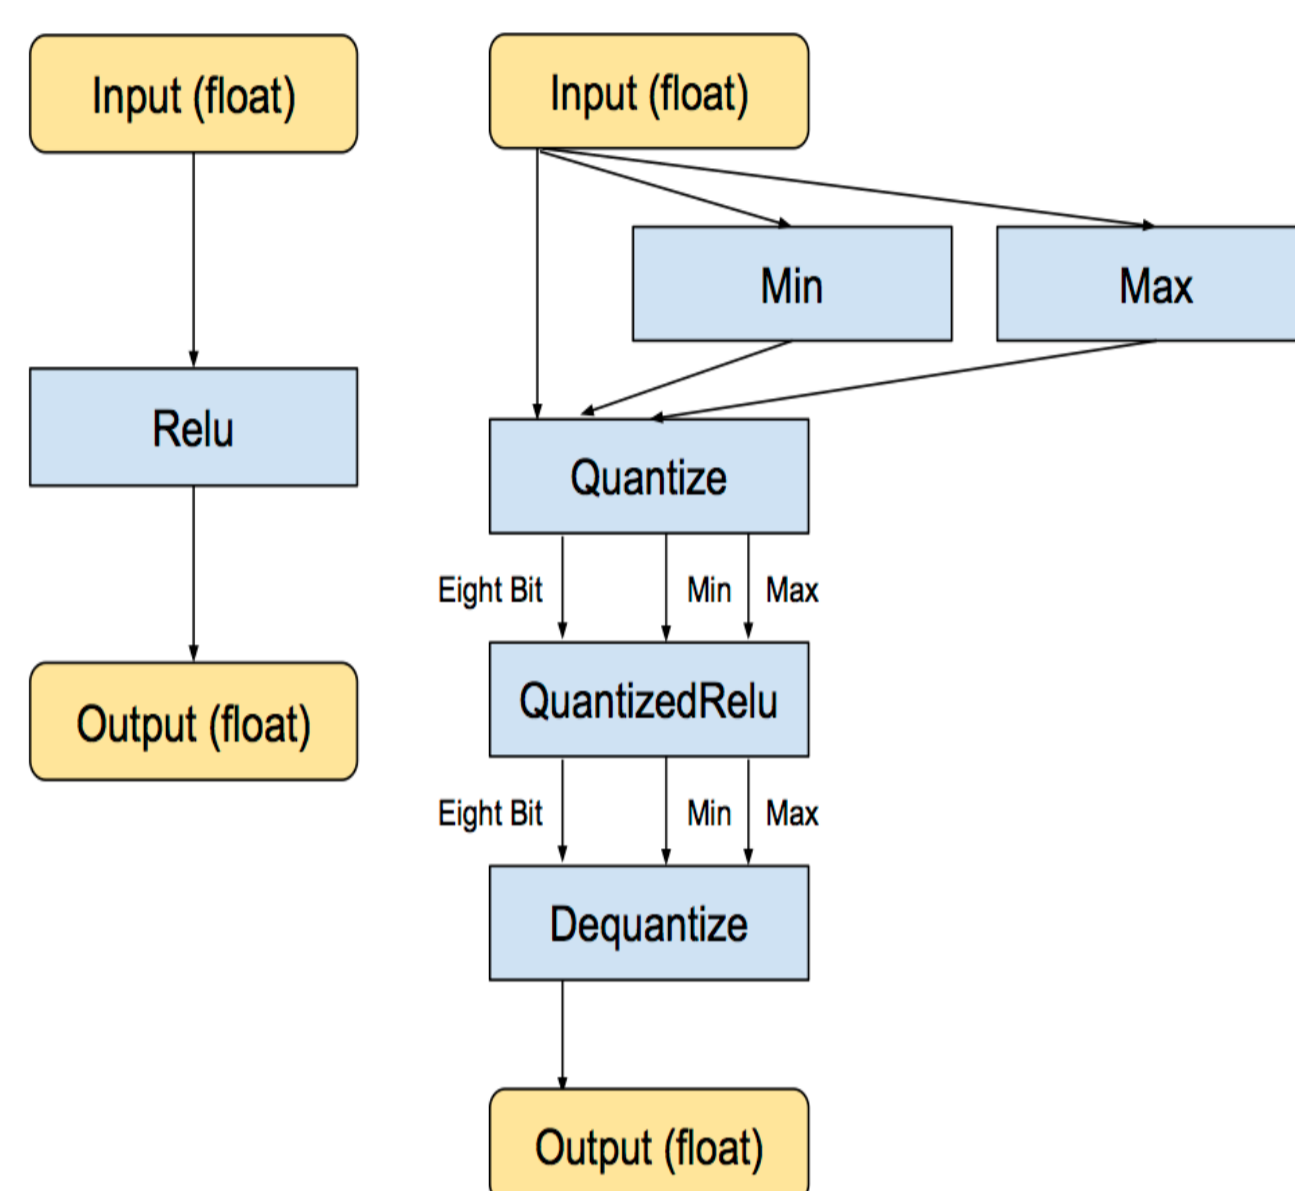 Input (float)
Relu
Output (float)
Input (float)
Min
Max
Quantize
Eight Bit
Min
Max
QuantizedRelu
Eight Bit
Min
Max
Dequantize
Output (float)